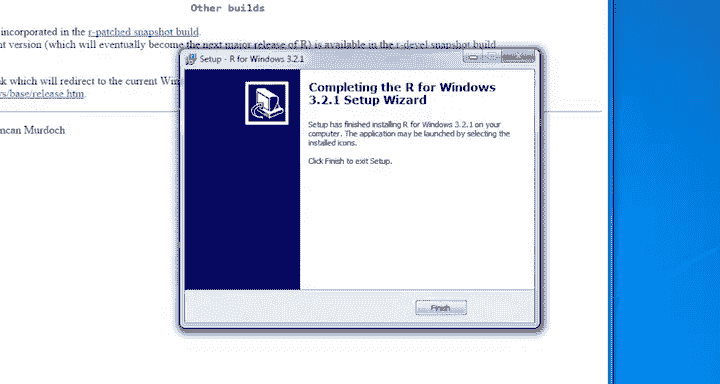 Other builds
incorporated in the r-patched snapshot build.
nt version (which will eventually become the next major release of R) is available in the r-devel snapshot build
Setup - R for Windows 3.2.1
nk which will redirect to the current Win
vs/base/release.htm.
ncan Murdoch
Completing the R for Windows
3.2.1 Setup Wizard
Setup has finished installing R for Windows 3.2.1 on your
computer. The application may be launched by selecting the
installed icons.
Click Finish to exit Setup.
Finish